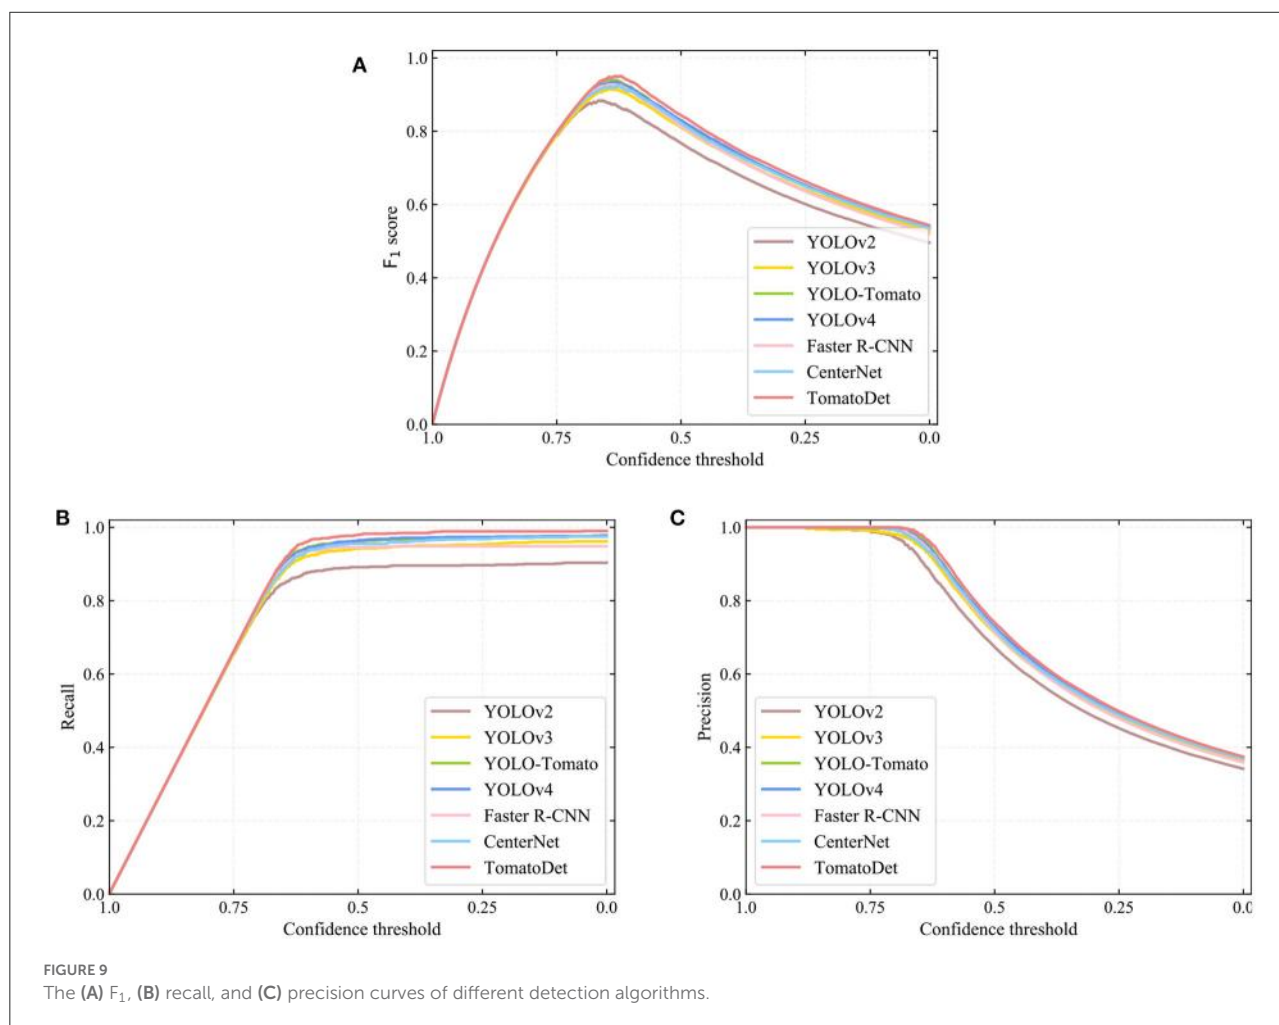 A
1.0
0.8
0.6
0.4
0.2
0.0
F1 score
YOLOv2
YOLOv3
YOLO-Tomato
YOLOv4
Faster R-CNN
CenterNet
TomatoDet
1.0 0.75 0.5 0.25 0.0
Confidence threshold
B
1.0
0.8
0.6
0.4
0.2
0.0
Recall
YOLOv2
YOLOv3
YOLO-Tomato
YOLOv4
Faster R-CNN
CenterNet
TomatoDet
1.0 0.75 0.5 0.25 0.0
Confidence threshold
C
1.0
0.8
0.6
0.4
0.2
0.0
Precision
YOLOv2
YOLOv3
YOLO-Tomato
YOLOv4
Faster R-CNN
CenterNet
TomatoDet
1.0 0.75 0.5 0.25 0.0
Confidence threshold
FIGURE 9
The (A) F1, (B) recall, and (C) precision curves of different detection algorithms.